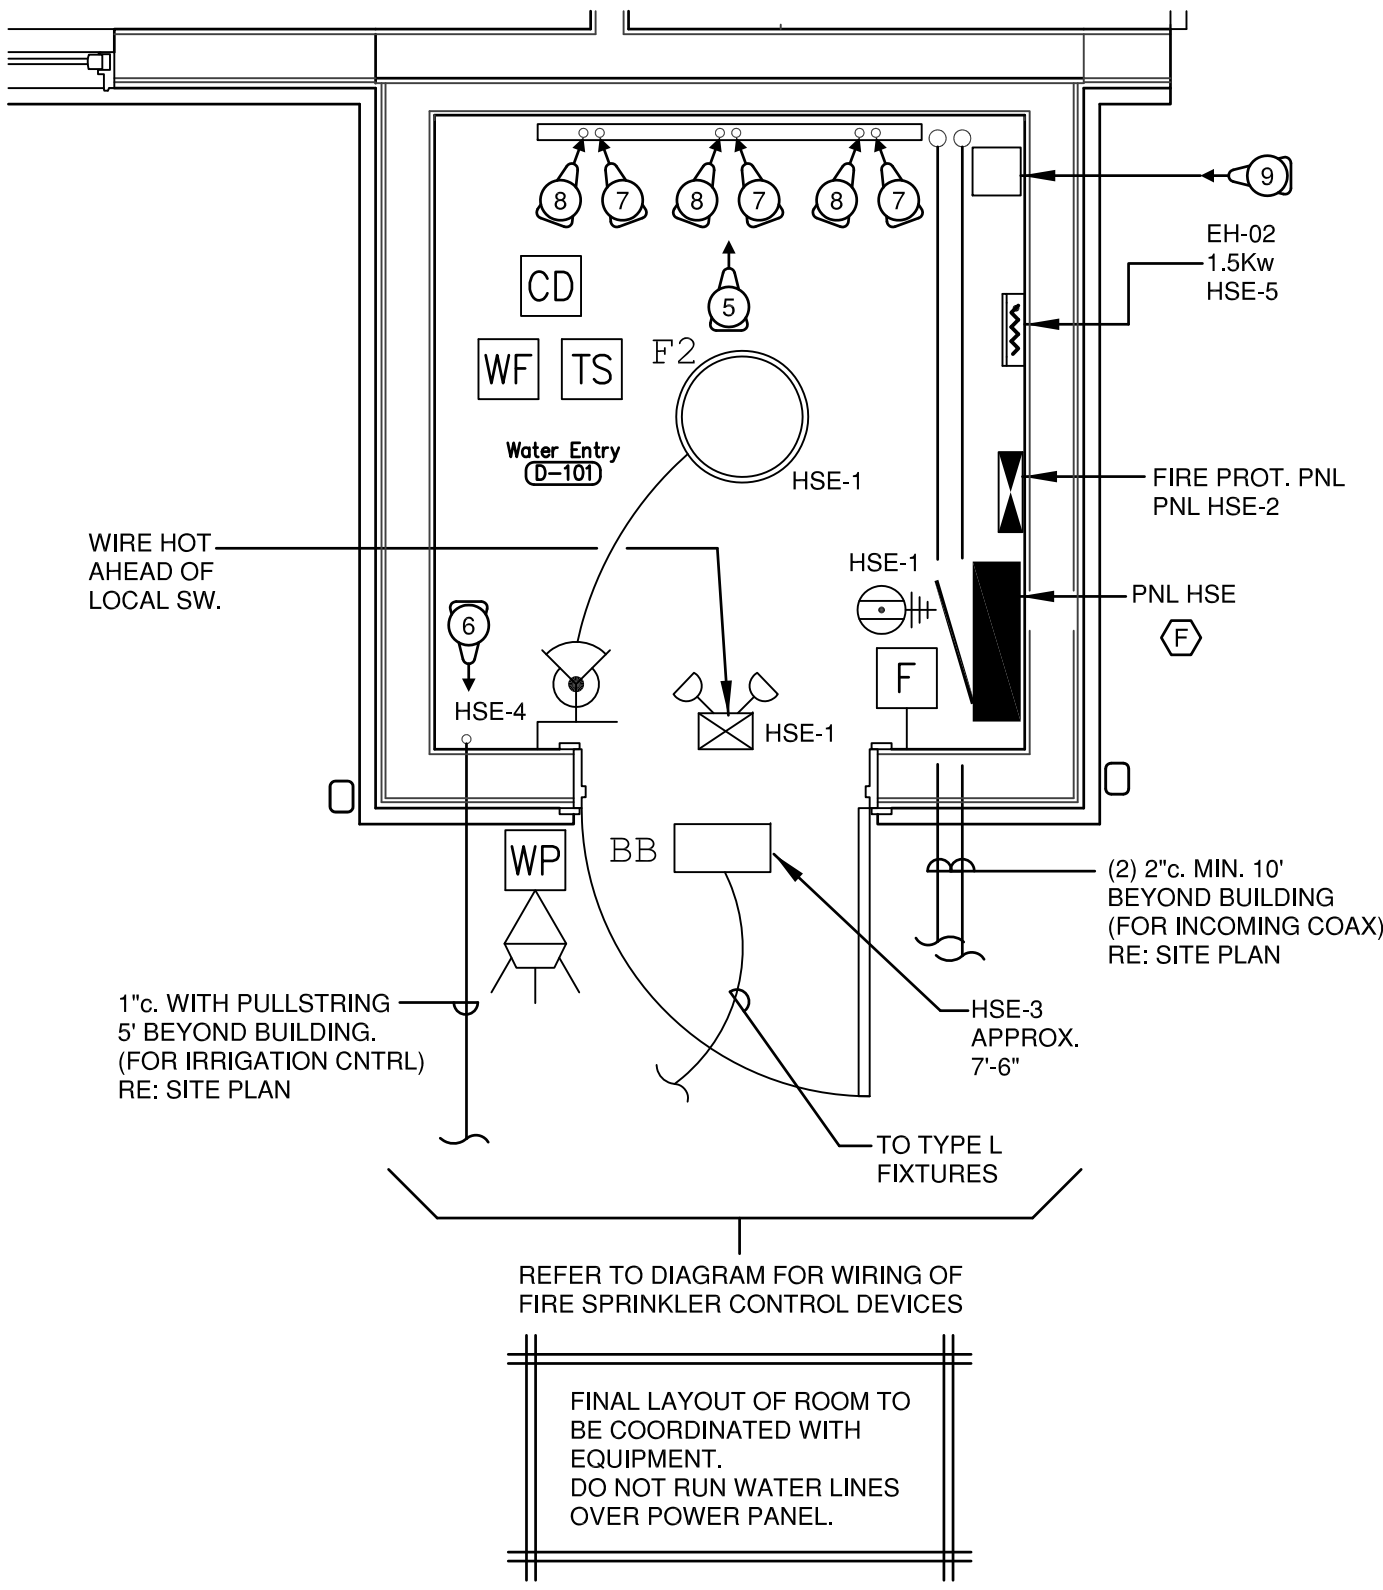 8
7
8
7
8
7
9
EH-02
1.5Kw
HSE-5
CD
5
F2
WF
TS
Water Entry
D-101
HSE-1
FIRE PROT. PNL
PNL HSE-2
WIRE HOT
AHEAD OF
LOCAL SW.
HSE-1
PNL HSE
F
6
F
HSE-4
HSE-1
WP
BB
(2) 2"c. MIN. 10'
BEYOND BUILDING
(FOR INCOMING COAX)
RE: SITE PLAN
1"c. WITH PULLSTRING
5' BEYOND BUILDING.
(FOR IRRIGATION CNTRL)
RE: SITE PLAN
HSE-3
APPROX.
7'-6"
TO TYPE L
FIXTURES
REFER TO DIAGRAM FOR WIRING OF
FIRE SPRINKLER CONTROL DEVICES
FINAL LAYOUT OF ROOM TO
BE COORDINATED WITH
EQUIPMENT.
DO NOT RUN WATER LINES
OVER POWER PANEL.